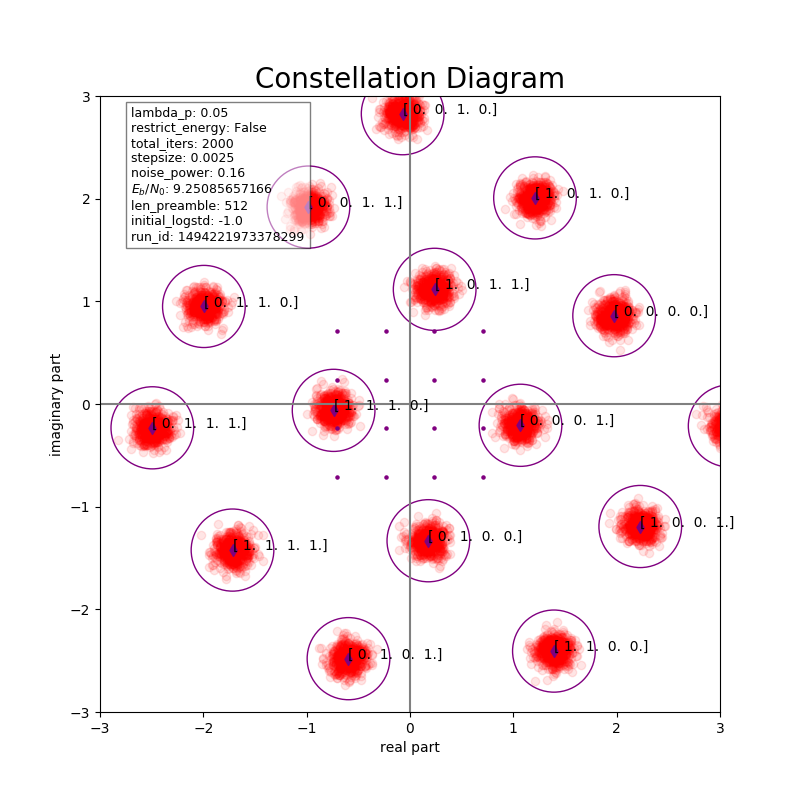 Constellation Diagram
lambda_p: 0.05
restrict_energy: False
total_iters: 2000
stepsize: 0.0025
noise_power: 0.16
E_b/N_0: 9.25085657166
len_preamble: 512
initial_logstd: -1.0
run_id: 1494221973378299
[ 0. 0. 1. 0.]
[ 0. 0. 1. 1.]
[ 1. 0. 1. 0.]
[ 0. 1. 1. 0.]
[ 1. 0. 1. 1.]
[ 0. 0. 0. 0.]
[ 0. 1. 1. 1.]
[ 1. 1. 1. 0.]
[ 0. 0. 0. 1.]
[ 1. 1. 1. 1.]
[ 0. 1. 0. 0.]
[ 1. 0. 0. 1.]
[ 0. 1. 0. 1.]
[ 1. 1. 0. 0.]
3
2
1
0
−1
−2
−3
imaginary part
−3 −2 −1 0 1 2 3
real part